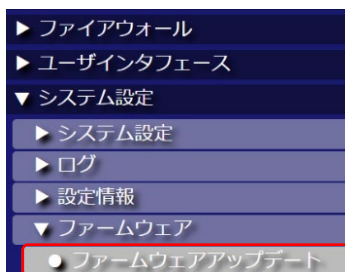 ▶ ファイアウォール
▶ ユーザインタフェース
▼ システム設定
▶ システム設定
▶ ログ
▶ 設定情報
▼ ファームウェア
● ファームウェアアップデート